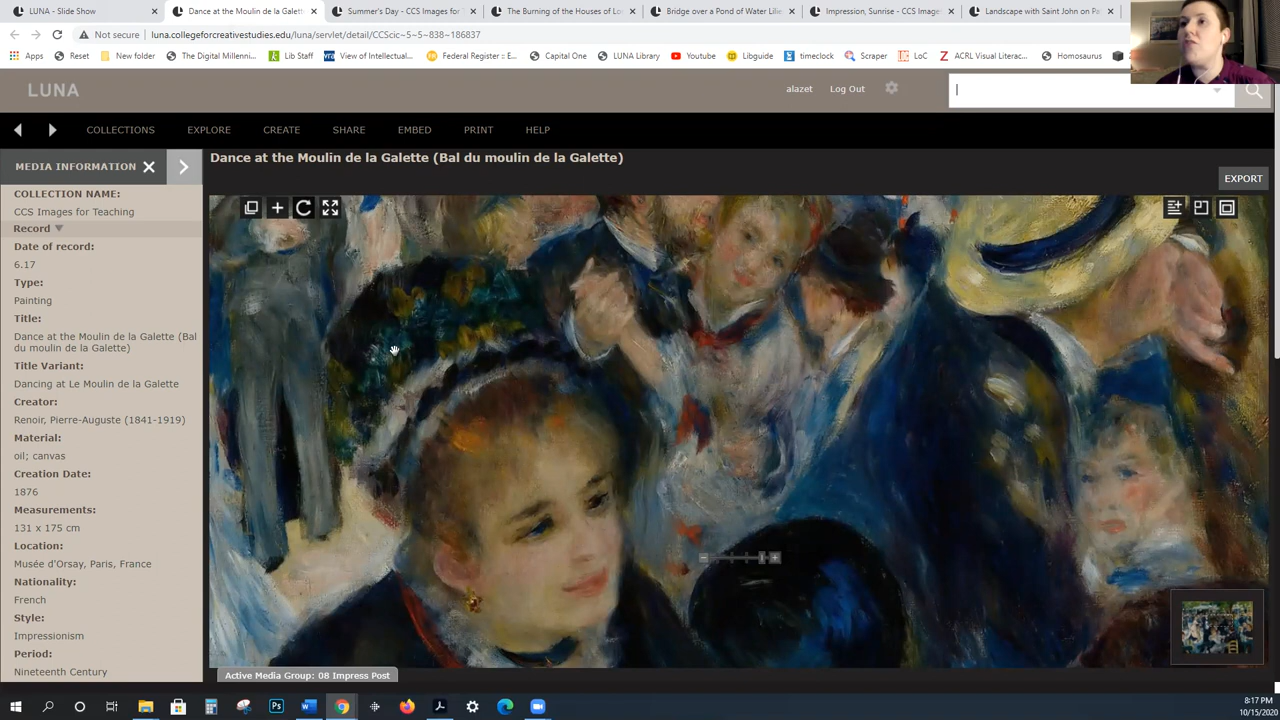 LUNA - Slide Show
Dance at the Moulin de la Galett
Summer's Day - CCS Images for T
The Burning of the Houses of Lo
Bridge over a Pond of Water Lilie
Impression, Sunrise - CCS Images
Landscape with Saint John on Pa
Not secure | luna.collegeforcreativestudies.edu/luna/servlet/detail/CCScic~5~5~838~182837
Apps Reset New folder The Digital Millenni... Lib Staff View of Intellectual... Federal Register :: E... Capital One LUNA Library YouTube Libguide timeclock Scraper LoC ACRL Visual Literac... Homosaurus
LUNA alazet Log Out
COLLECTIONS EXPLORE CREATE SHARE EMBED PRINT HELP
MEDIA INFORMATION
Dance at the Moulin de la Galette (Bal du moulin de la Galette)
EXPORT
COLLECTION NAME:
CCS Images for Teaching
Record
Date of record:
6.17
Type:
Painting
Title:
Dance at the Moulin de la Galette (Bal
du moulin de la Galette)
Title Variant:
Dancing at Le Moulin de la Galette
Creator:
Renoir, Pierre-Auguste (1841-1919)
Material:
oil; canvas
Creation Date:
1876
Measurements:
131 x 175 cm
Location:
Musée d'Orsay, Paris, France
Nationality:
French
Style:
Impressionism
Period:
Nineteenth Century
Active Media Group: 08 Impress Post
8:17 PM
10/15/2020